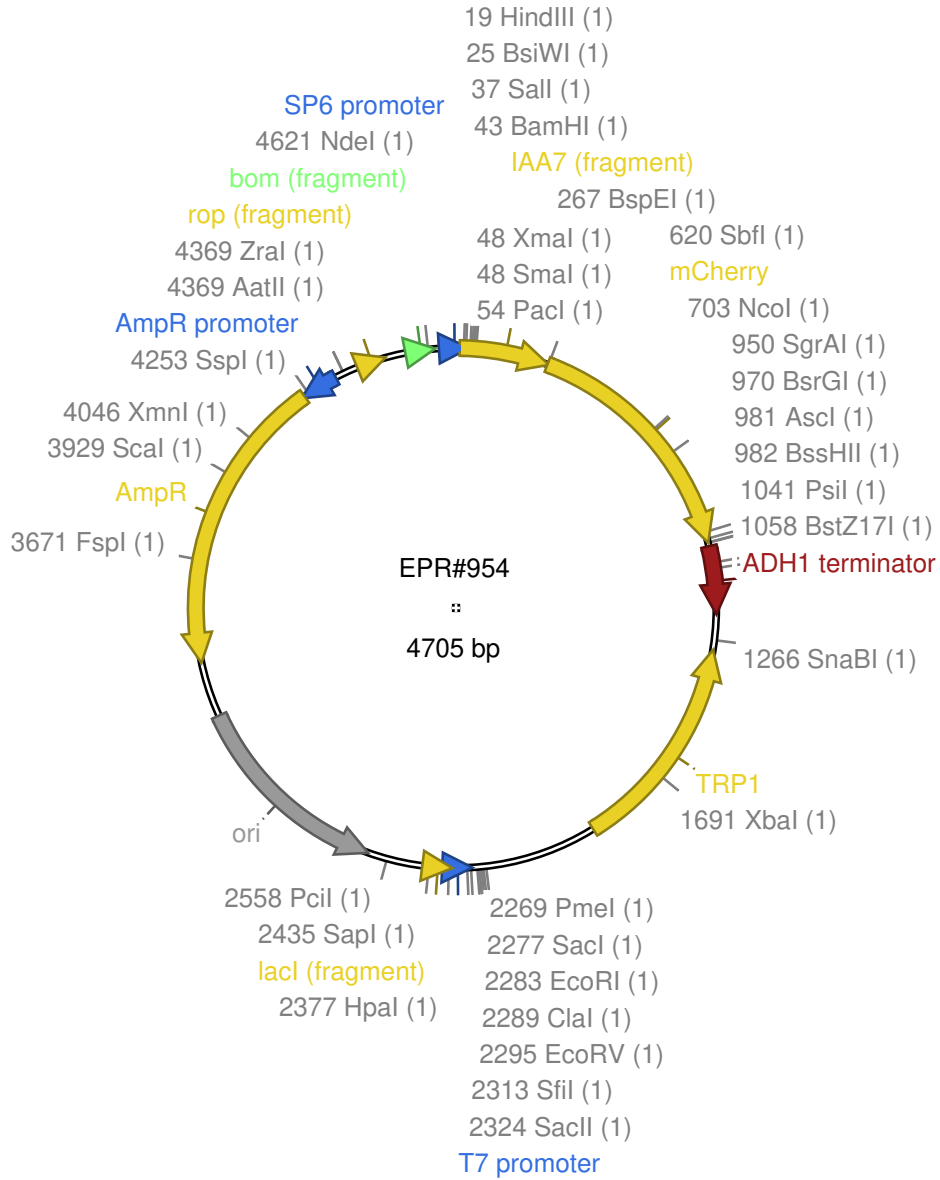 19 HindIII (1)
25 BsiWI (1)
37 SalI (1)
43 BamHI (1)
IAA7 (fragment)
267 BspEI (1)
620 SbfI (1)
48 XmaI (1)
48 SmaI (1)
54 PacI (1)
mCherry
703 NcoI (1)
950 SgrAI (1)
970 BsrGI (1)
981 AscI (1)
982 BssHII (1)
1041 PsiI (1)
1058 BstZ17I (1)
ADH1 terminator
1266 SnaBI (1)
TRP1
1691 XbaI (1)
2269 PmeI (1)
2277 SacI (1)
2283 EcoRI (1)
2289 ClaI (1)
2295 EcoRV (1)
2313 SfiI (1)
2324 SacII (1)
T7 promoter
2377 HpaI (1)
lacI (fragment)
2435 SapI (1)
2558 PciI (1)
ori
3671 FspI (1)
AmpR
3929 ScaI (1)
4046 XmnI (1)
4253 SspI (1)
AmpR promoter
4369 AatII (1)
4369 ZraI (1)
rop (fragment)
bom (fragment)
4621 NdeI (1)
SP6 promoter
EPR#954
4705 bp